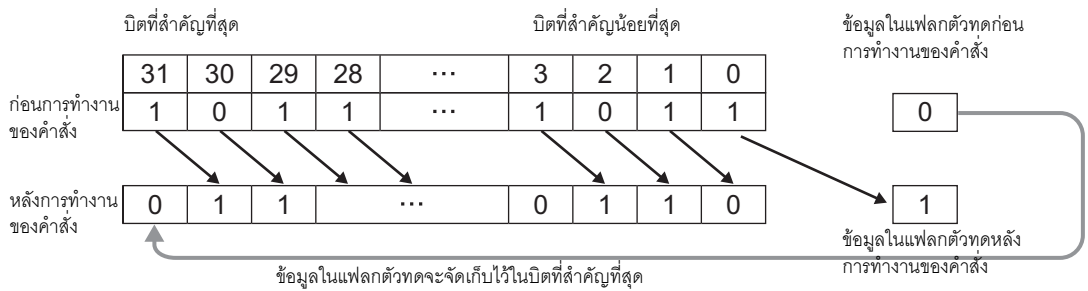 บิตที่สำคัญที่สุด บิตที่สำคัญน้อยที่สุด ข้อมูลในแฟลกตัวทดก่อน
การทำงานของคำสั่ง
31 30 29 28 ... 3 2 1 0
ก่อนการทำงาน
ของคำสั่ง
1 0 1 1 ... 1 0 1 1 0
หลังการทำงาน
ของคำสั่ง
0 1 1 ... 0 1 1 0 1
ข้อมูลในแฟลกตัวทดหลัง
การทำงานของคำสั่ง
ข้อมูลในแฟลกตัวทดจะจัดเก็บไว้ในบิตที่สำคัญที่สุด